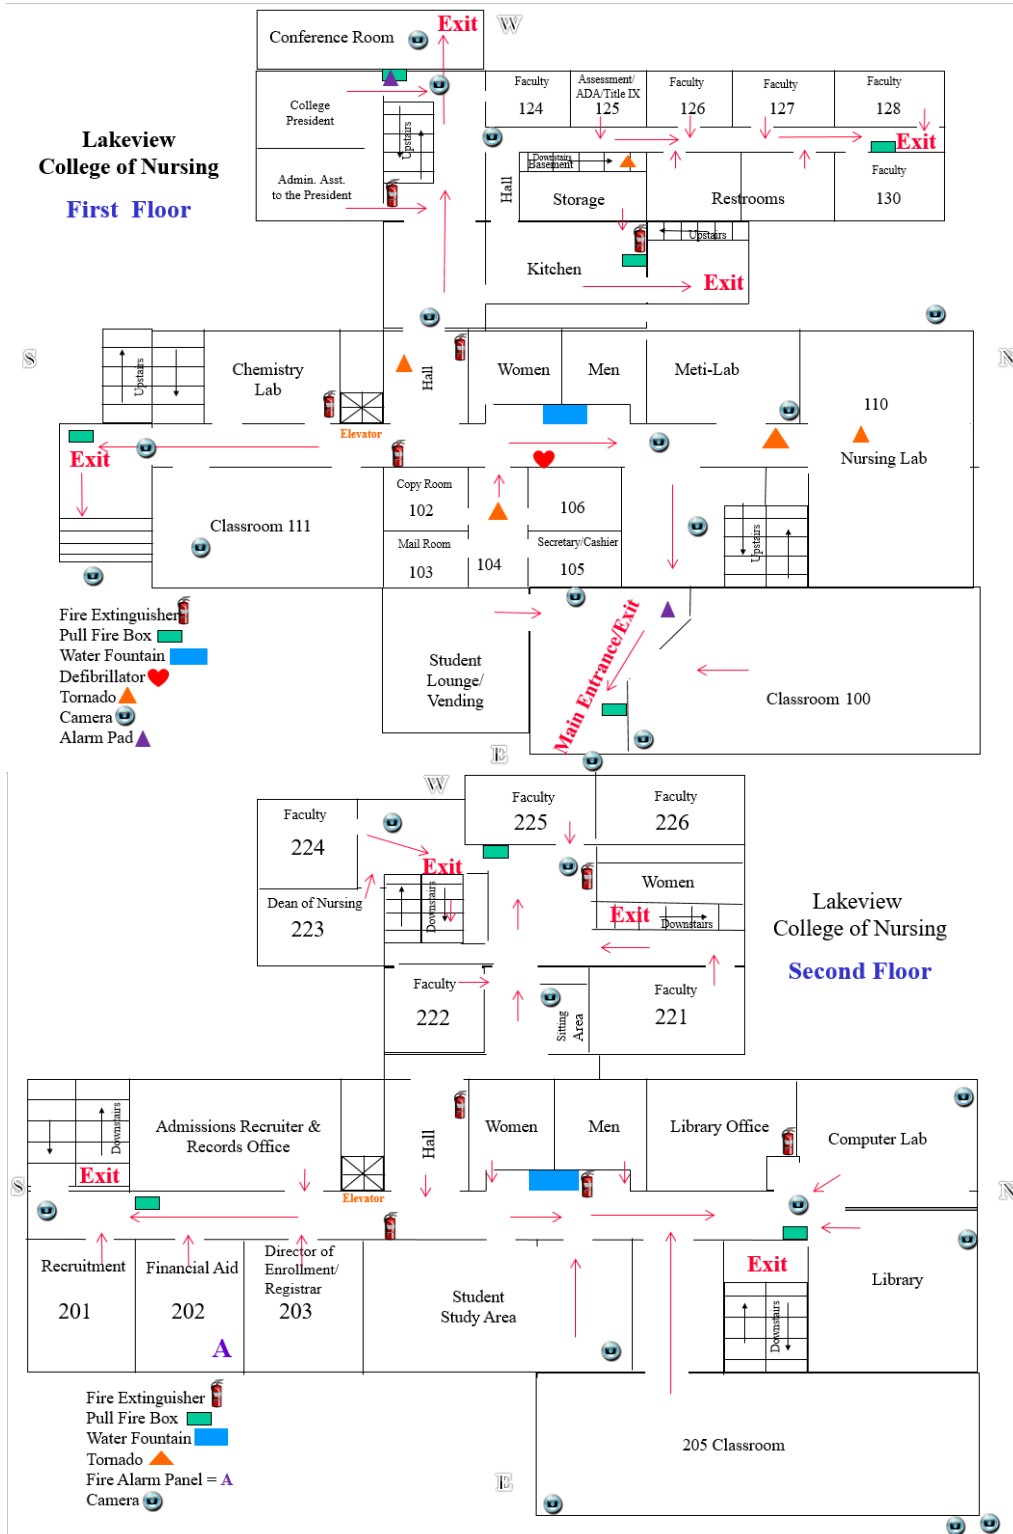 Conference Room
Exit
W
Lakeview
College of Nursing
First Floor
College
President
Admin. Asst.
to the President
Upstairs
Faculty
124
Assessment/
ADA/Title IX
125
Faculty
126
Faculty
127
Faculty
128
Exit
Hall
Downstairs
Basement
Storage
Restrooms
Faculty
130
Kitchen
Upstairs
Exit
S
N
Upstairs
Chemistry
Lab
Elevator
Hall
Women
Men
Meti-Lab
110
Nursing Lab
Exit
Classroom 111
Copy Room
102
Mail Room
103
104
106
Secretary/Cashier
105
Upstairs
Fire Extinguisher
Pull Fire Box
Water Fountain
Defibrillator
Tornado
Camera
Alarm Pad
Student
Lounge/
Vending
Main Entrance/Exit
Classroom 100
E
W
Faculty
224
Dean of Nursing
223
Exit
Downstairs
Faculty
225
Faculty
226
Women
Exit
Downstairs
Lakeview
College of Nursing
Second Floor
Faculty
222
Sitting
Area
Faculty
221
Downstairs
Exit
Admissions Recruiter &
Records Office
Elevator
Hall
Women
Men
Library Office
Computer Lab
S
N
Recruitment
201
Financial Aid
202
A
Director of
Enrollment/
Registrar
203
Student
Study Area
Exit
Downstairs
Library
Fire Extinguisher
Pull Fire Box
Water Fountain
Tornado
Fire Alarm Panel = A
Camera
205 Classroom
E